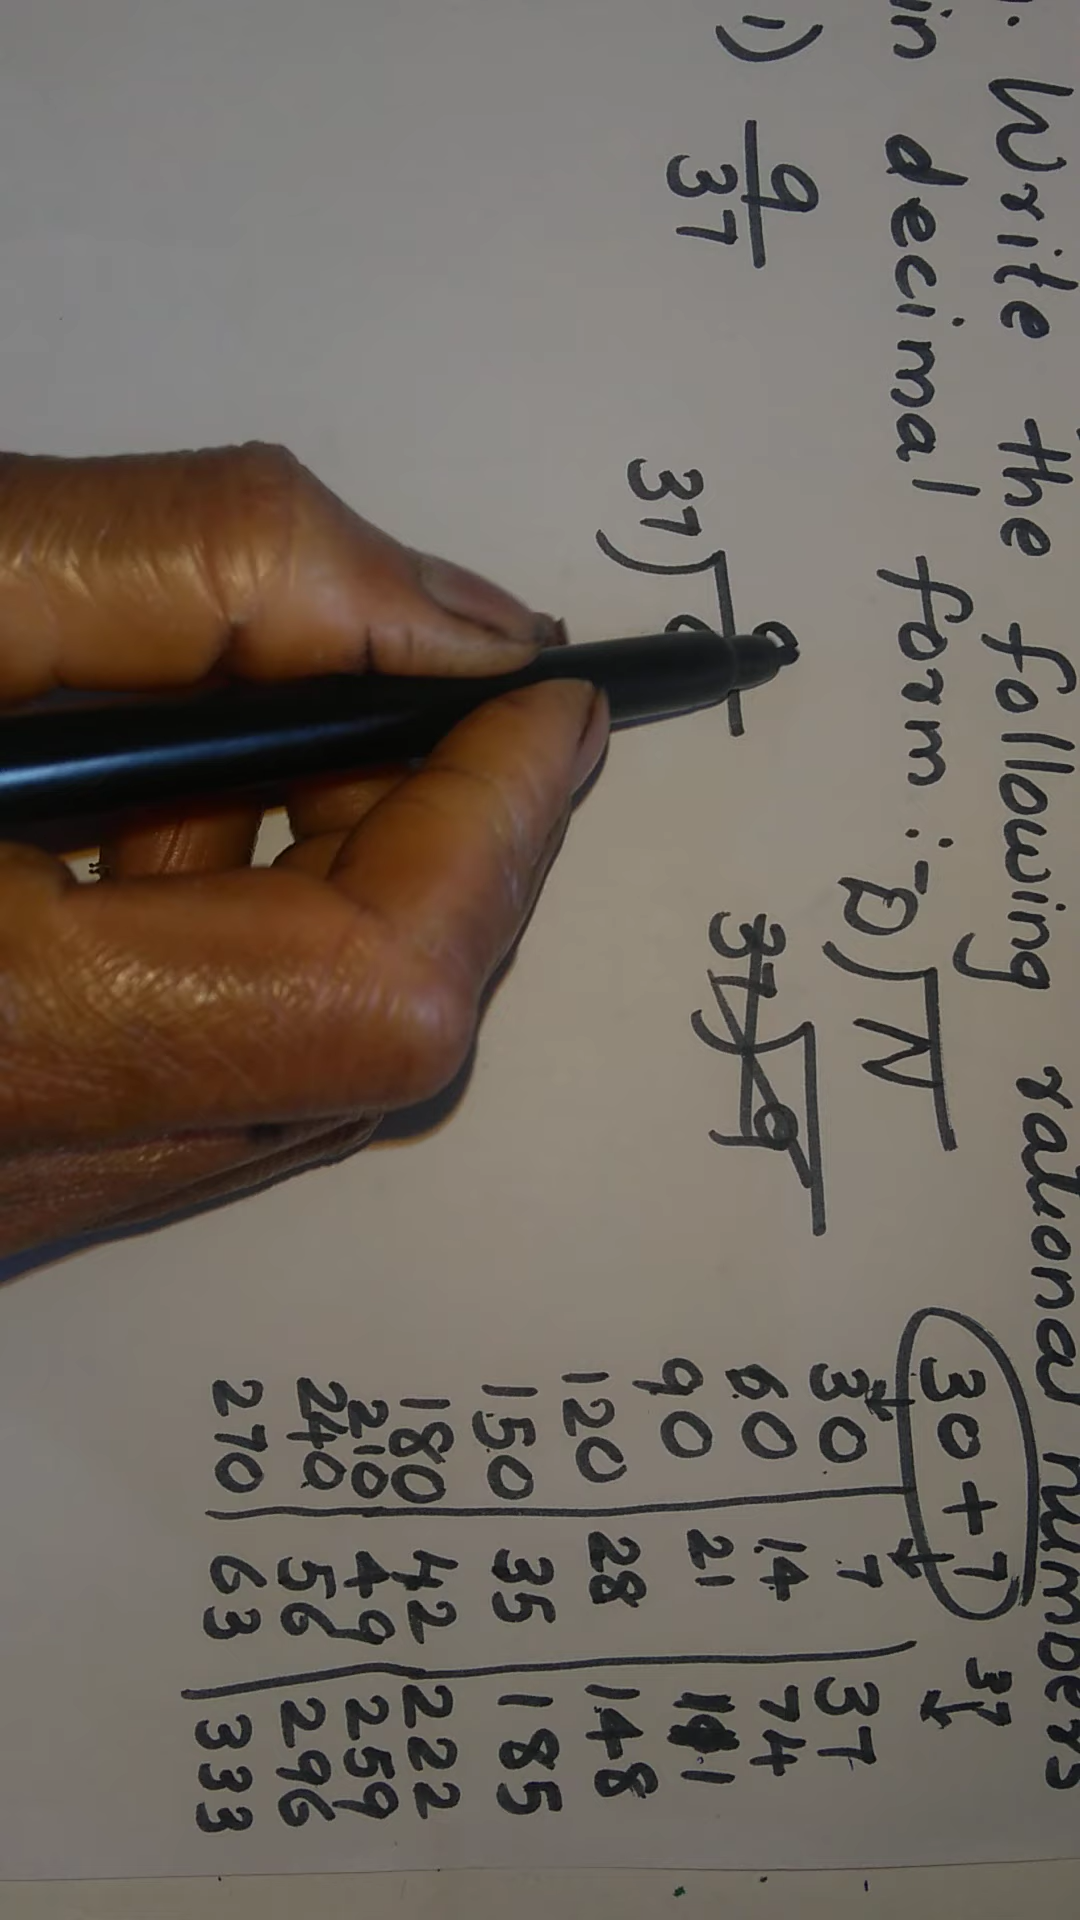 . Write the following rational numbers
in decimal form :-
D)N
1) 9/37
37)9
37)
30 + 7
37
30 7 37
60 14 74
90 21 111
120 28 148
150 35 185
180 42 222
210 49 259
240 56 296
270 63 333